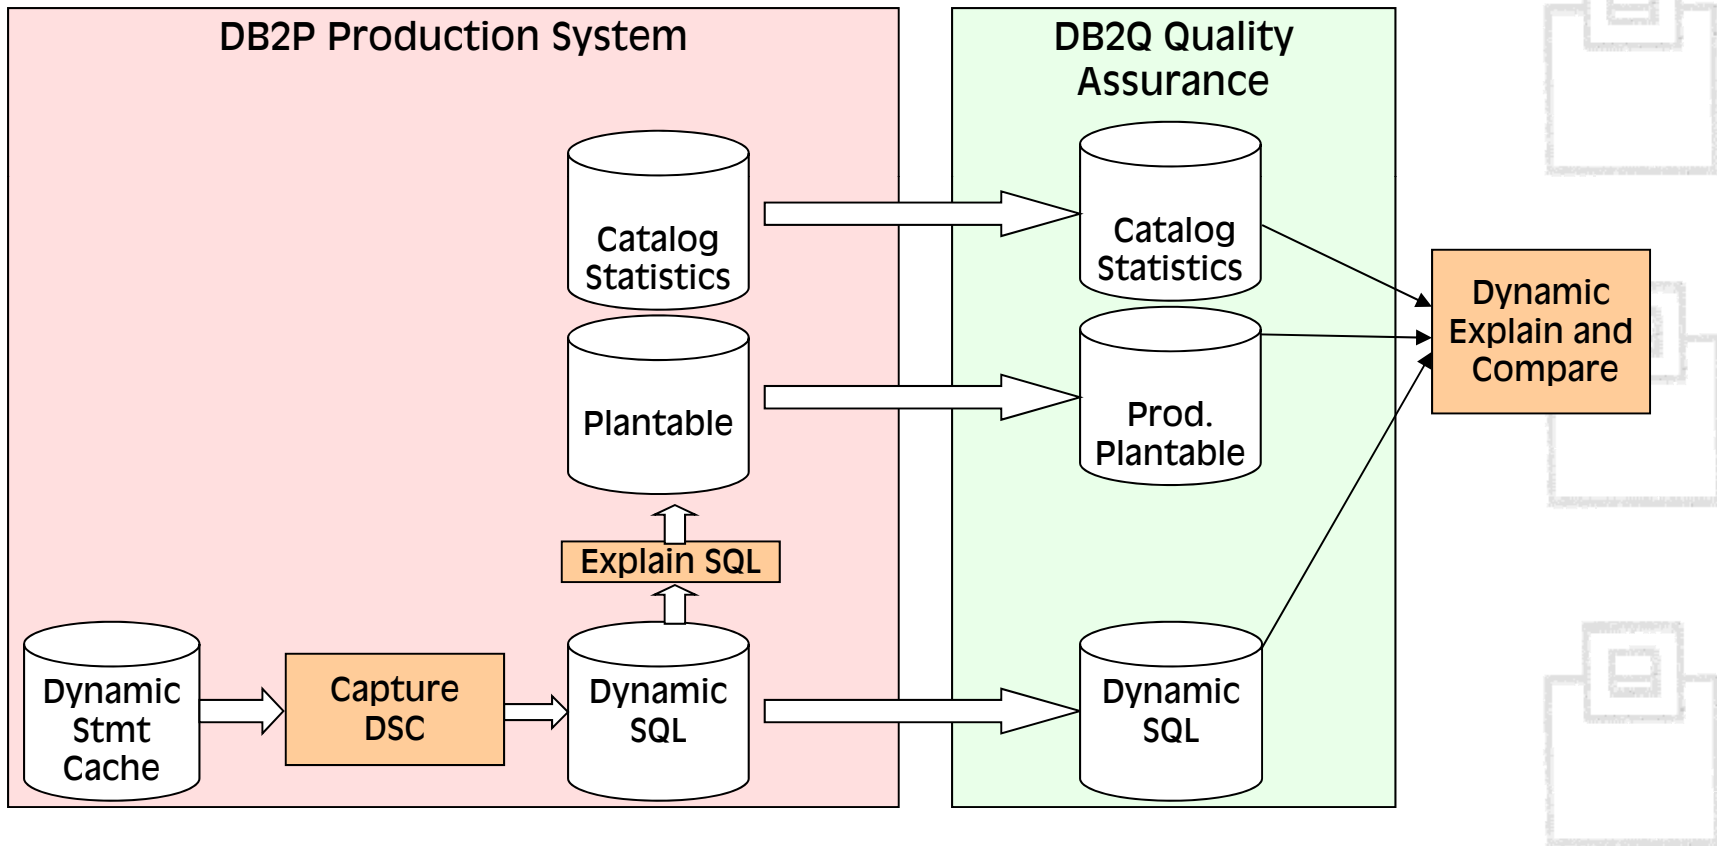 DB2P Production System
DB2Q Quality
Assurance
Catalog
Statistics
Catalog
Statistics
Dynamic
Explain and
Compare
Plantable
Prod.
Plantable
Explain SQL
Dynamic
Stmt
Cache
Capture
DSC
Dynamic
SQL
Dynamic
SQL